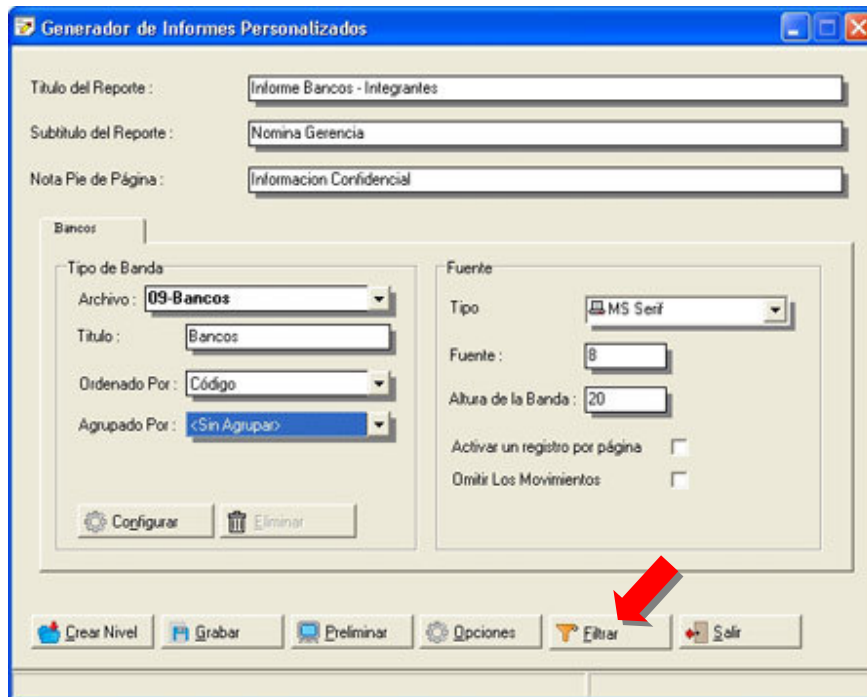 Generador de Informes Personalizados
Titulo del Reporte : Informe Bancos - Integrantes
Subtitulo del Reporte : Nomina Gerencia
Nota Pie de Página : Informacion Confidencial
Bancos
Tipo de Banda
Archivo : 09-Bancos
Titulo : Bancos
Ordenado Por : Código
Agrupado Por : <Sin Agrupar>
Configurar Eliminar
Fuente
Tipo MS Serif
Fuente : 8
Altura de la Banda : 20
Activar un registro por página
Omitir Los Movimientos
Crear Nivel Grabar Preliminar Opciones Filtrar Salir